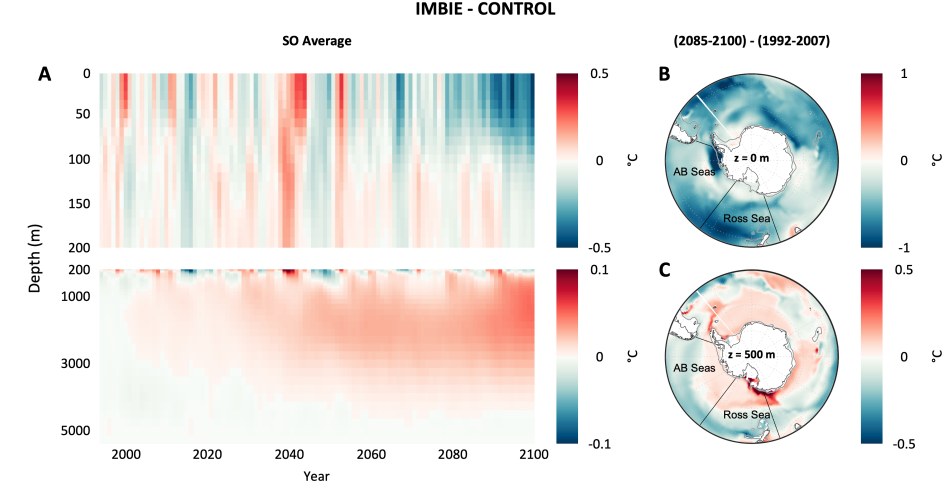 IMBIE - CONTROL
SO Average
(2085-2100) - (1992-2007)
A
0
50
100
150
200
200
1000
3000
5000
Depth (m)
2000
2020
2040
2060
2080
2100
Year
0.5
0
-0.5
°C
0.1
0
-0.1
°C
B
z = 0 m
AB Seas
Ross Sea
1
0
-1
°C
C
z = 500 m
AB Seas
Ross Sea
0.5
0
-0.5
°C